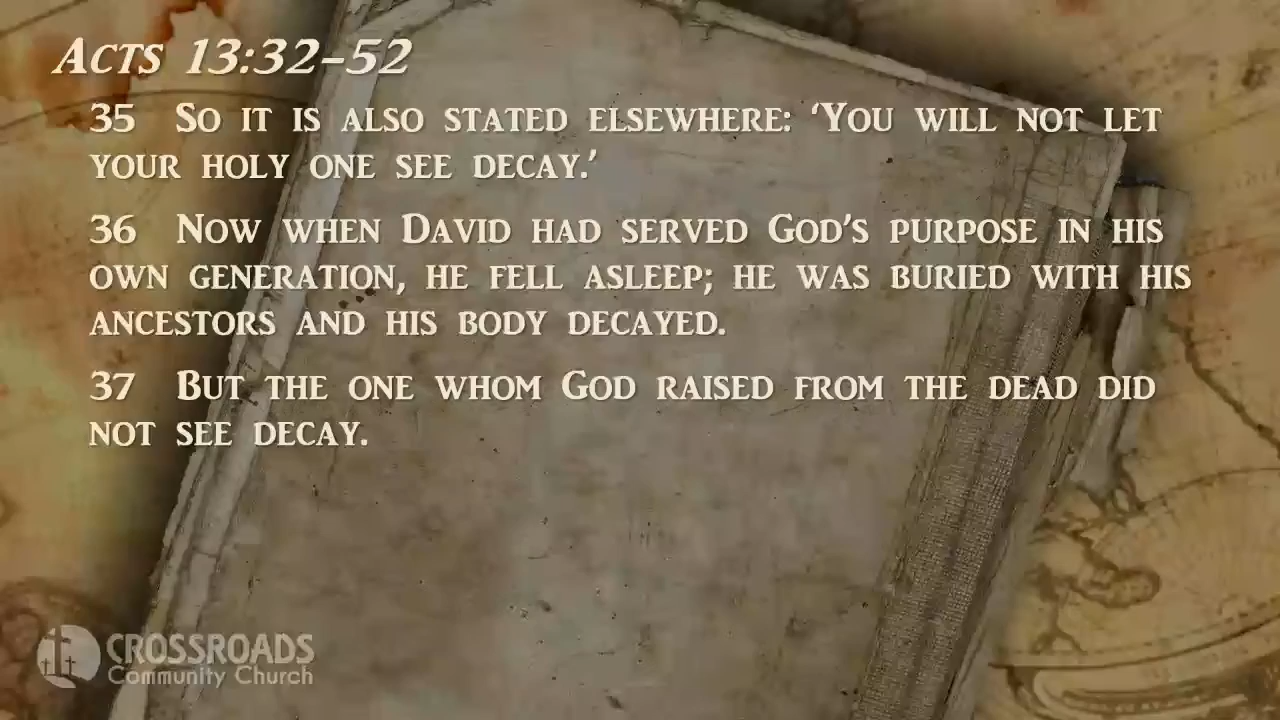 Acts 13:32-52
35 So it is also stated elsewhere: ‘You will not let
your holy one see decay.’
36 Now when David had served God’s purpose in his
own generation, he fell asleep; he was buried with his
ancestors and his body decayed.
37 But the one whom God raised from the dead did
not see decay.
CROSSROADS
Community Church